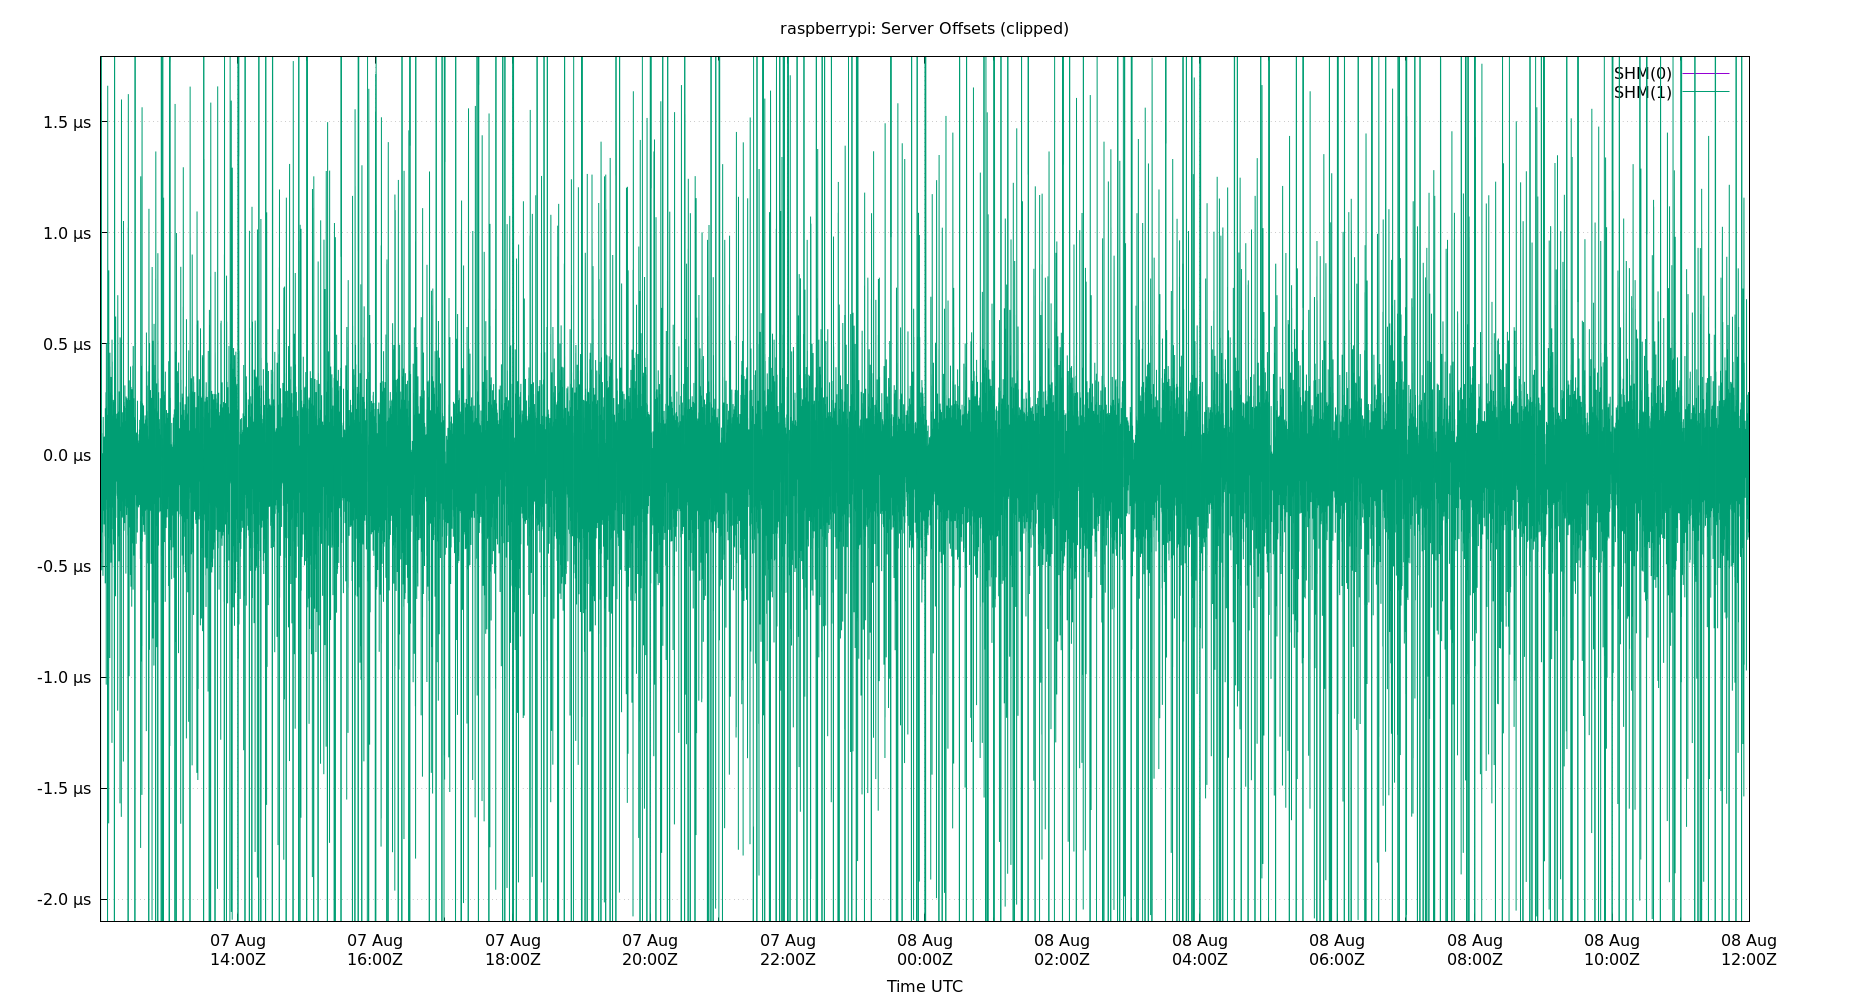 raspberrypi: Server Offsets (clipped)
SHM(0)
SHM(1)
1.5 µs
1.0 µs
0.5 µs
0.0 µs
-0.5 µs
-1.0 µs
-1.5 µs
-2.0 µs
07 Aug 07 Aug 07 Aug 07 Aug 07 Aug 08 Aug 08 Aug 08 Aug 08 Aug 08 Aug 08 Aug 08 Aug
14:00Z 16:00Z 18:00Z 20:00Z 22:00Z 00:00Z 02:00Z 04:00Z 06:00Z 08:00Z 10:00Z 12:00Z
Time UTC